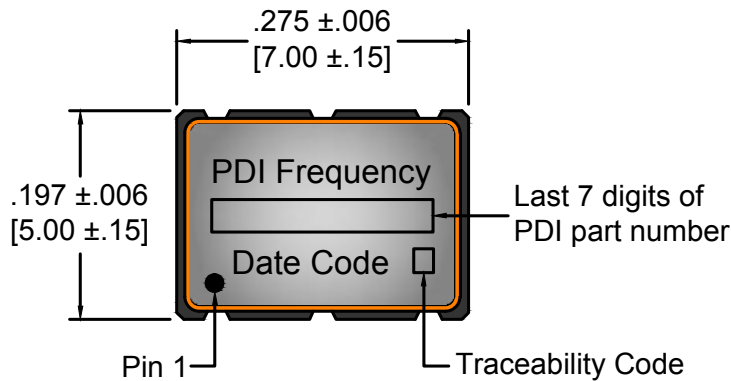 .275 ±.006
[7.00 ±.15]
.197 ±.006
[5.00 ±.15]
PDI Frequency
Last 7 digits of
PDI part number
Date Code
Pin 1
Traceability Code